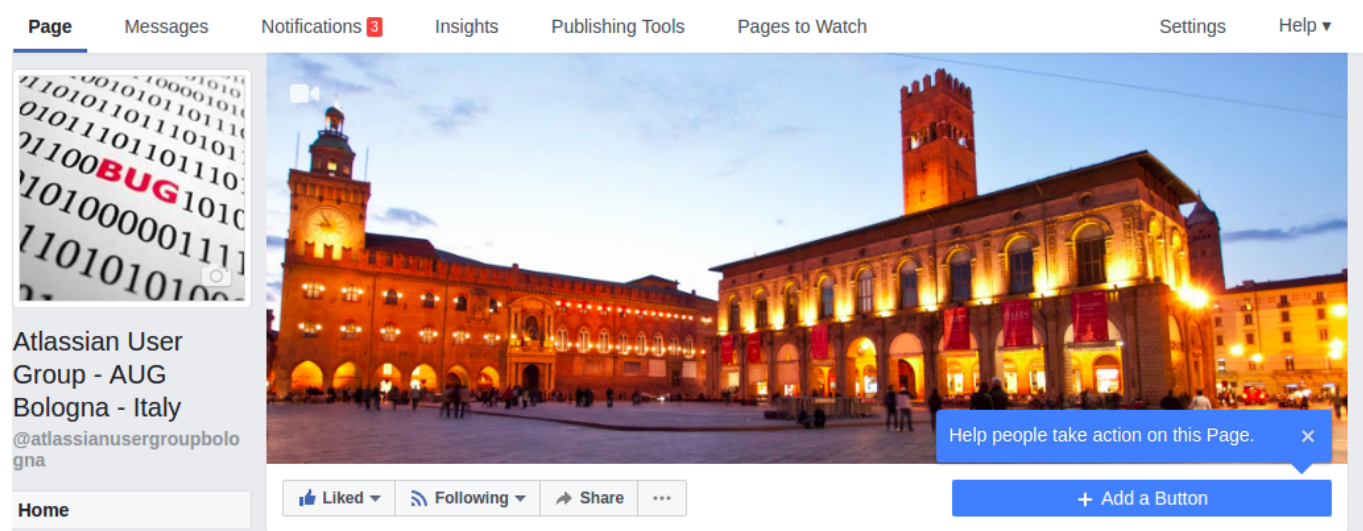 Page Messages Notifications 3 Insights Publishing Tools Pages to Watch Settings Help ▾
BUG
Atlassian User
Group - AUG
Bologna - Italy
@atlassianusergroupbolo
gna
Help people take action on this Page. ×
Liked Following Share ··· + Add a Button
Home